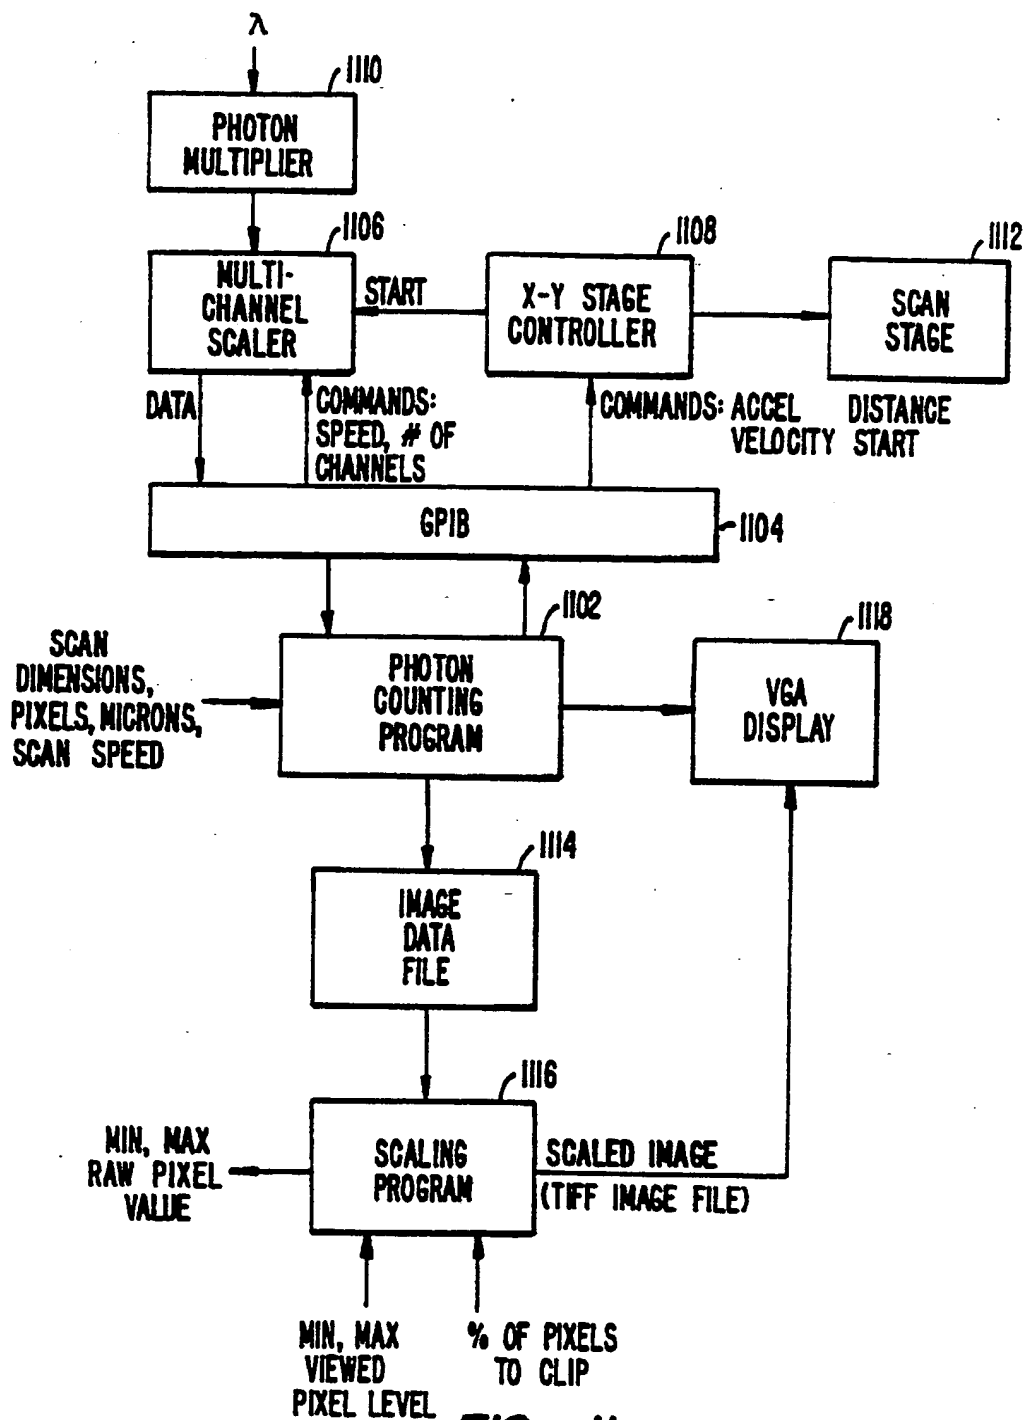 λ
1110
PHOTON
MULTIPLIER
1106
MULTI-
CHANNEL
SCALER
START
1108
X-Y STAGE
CONTROLLER
1112
SCAN
STAGE
DATA
COMMANDS:
SPEED, # OF
CHANNELS
COMMANDS: ACCEL DISTANCE
VELOCITY START
GPIB
1104
1102
SCAN
DIMENSIONS,
PIXELS, MICRONS,
SCAN SPEED
PHOTON
COUNTING
PROGRAM
1118
VGA
DISPLAY
1114
IMAGE
DATA
FILE
1116
SCALING
PROGRAM
MIN, MAX
RAW PIXEL
VALUE
SCALED IMAGE
(TIFF IMAGE FILE)
MIN, MAX
VIEWED
PIXEL LEVEL
% OF PIXELS
TO CLIP